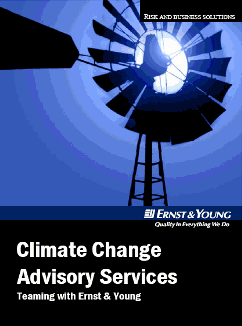 RISK AND BUSINESS SOLUTIONS
ERNST & YOUNG
Quality In Everything We Do
Climate Change
Advisory Services
Teaming with Ernst & Young